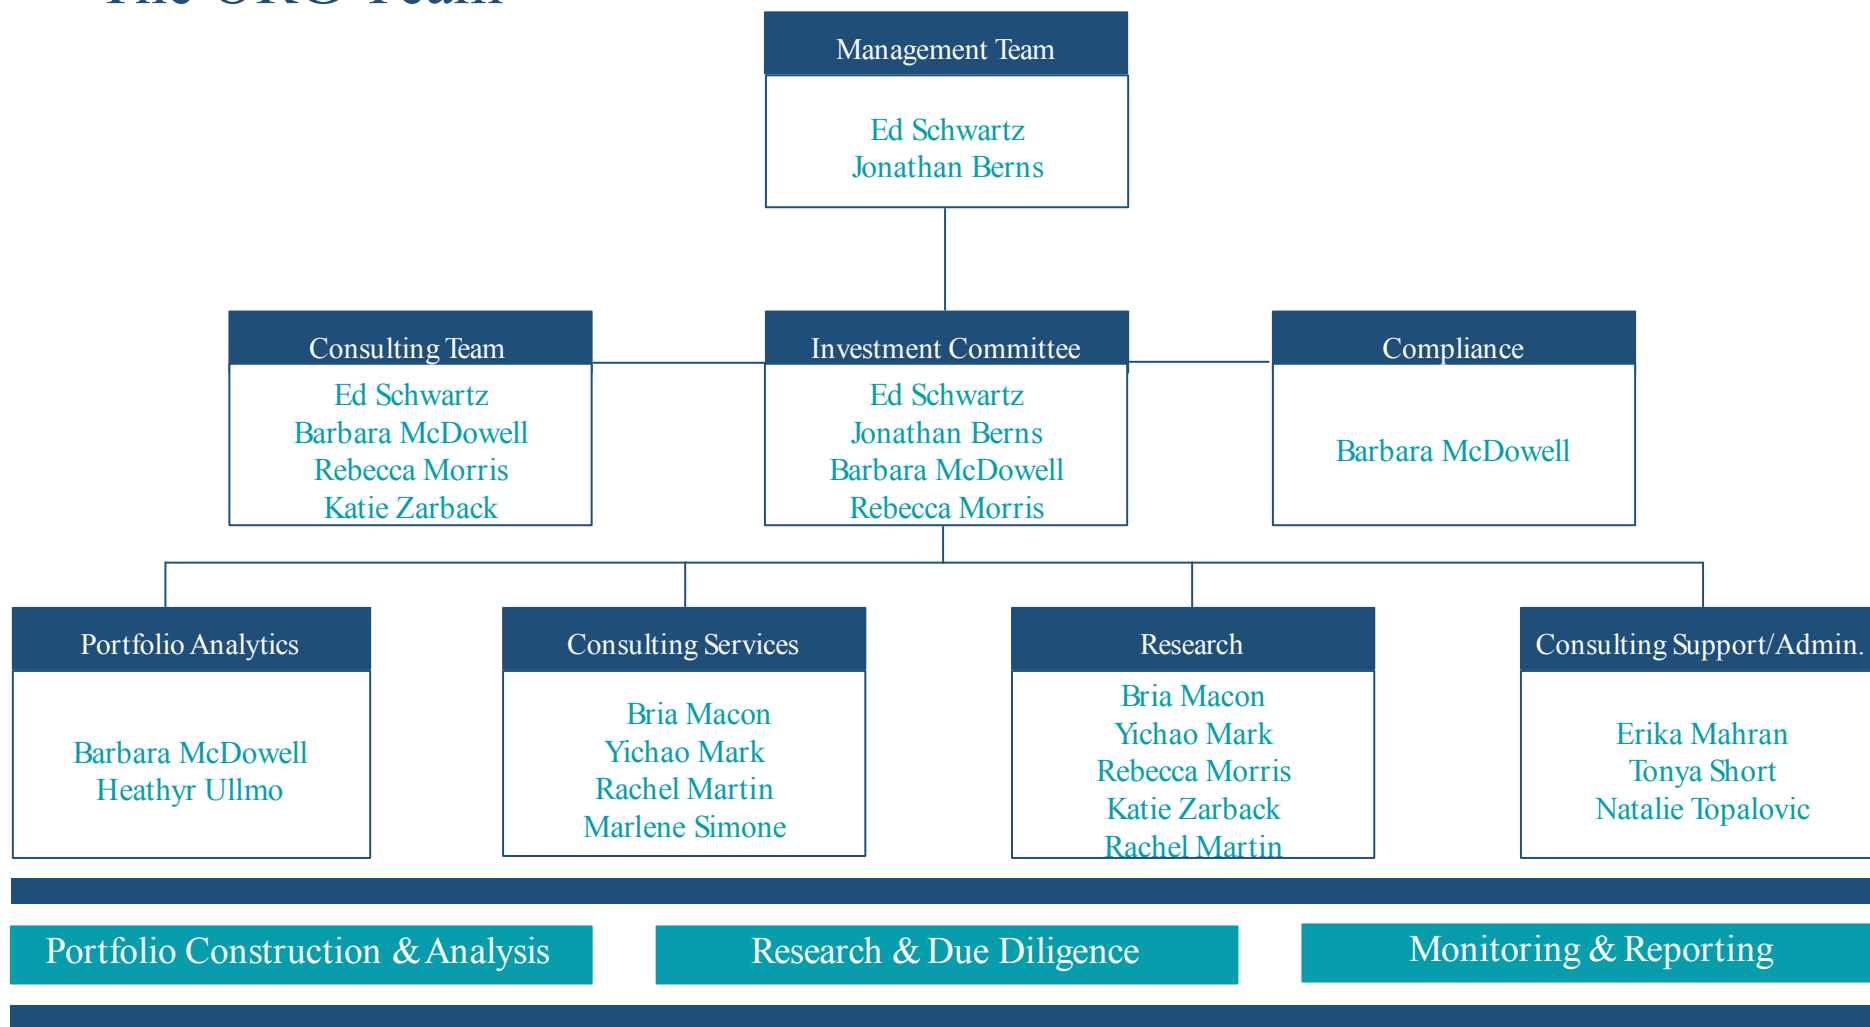 The ORG Team
Management Team
Ed Schwartz
Jonathan Berns
Consulting Team
Ed Schwartz
Barbara McDowell
Rebecca Morris
Katie Zarback
Investment Committee
Ed Schwartz
Jonathan Berns
Barbara McDowell
Rebecca Morris
Compliance
Barbara McDowell
Portfolio Analytics
Barbara McDowell
Heathyr Ullmo
Consulting Services
Bria Macon
Yichao Mark
Rachel Martin
Marlene Simone
Research
Bria Macon
Yichao Mark
Rebecca Morris
Katie Zarback
Rachel Martin
Consulting Support/Admin.
Erika Mahran
Tonya Short
Natalie Topalovic
Portfolio Construction & Analysis
Research & Due Diligence
Monitoring & Reporting